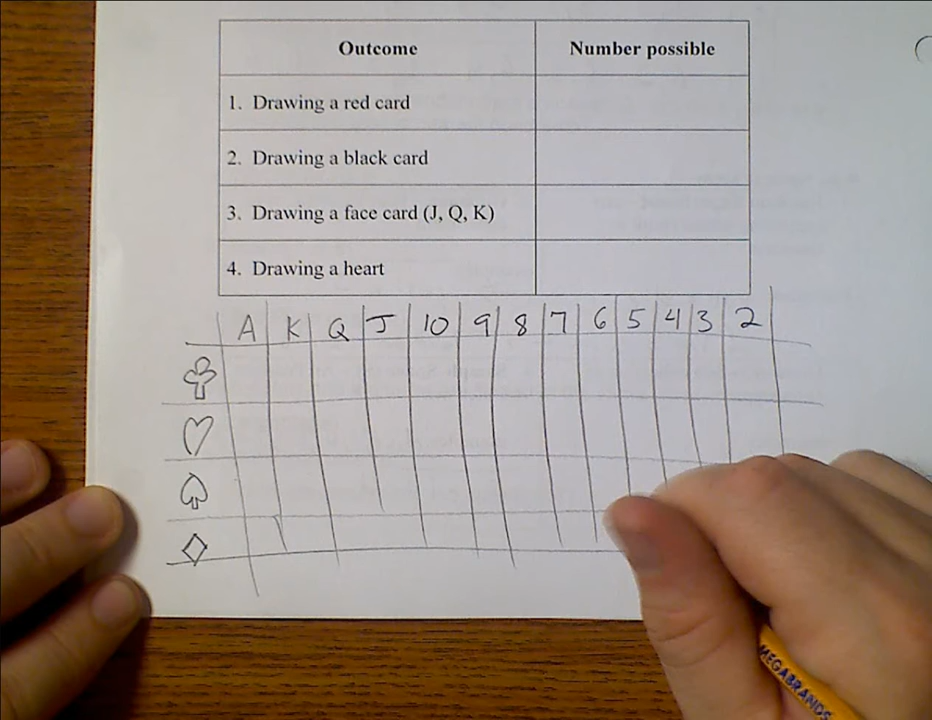 Outcome Number possible
1. Drawing a red card
2. Drawing a black card
3. Drawing a face card (J, Q, K)
4. Drawing a heart
A K Q J 10 9 8 7 6 5 4 3 2
MEGABRANDS